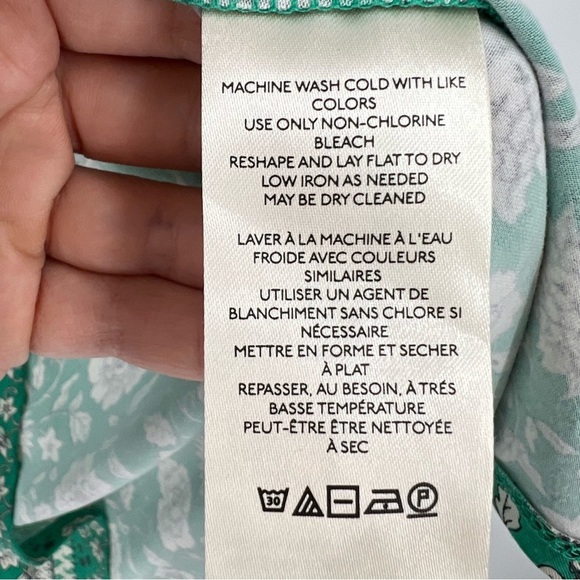 MACHINE WASH COLD WITH LIKE
COLORS
USE ONLY NON-CHLORINE
BLEACH
RESHAPE AND LAY FLAT TO DRY
LOW IRON AS NEEDED
MAY BE DRY CLEANED
LAVER À LA MACHINE À L'EAU
FROIDE AVEC COULEURS
SIMILAIRES
UTILISER UN AGENT DE
BLANCHIMENT SANS CHLORE SI
NÉCESSAIRE
METTRE EN FORME ET SECHER
À PLAT
REPASSER, AU BESOIN, À TRÉS
BASSE TEMPÉRATURE
PEUT-ÊTRE ÊTRE NETTOYÉE
À SEC
30 P